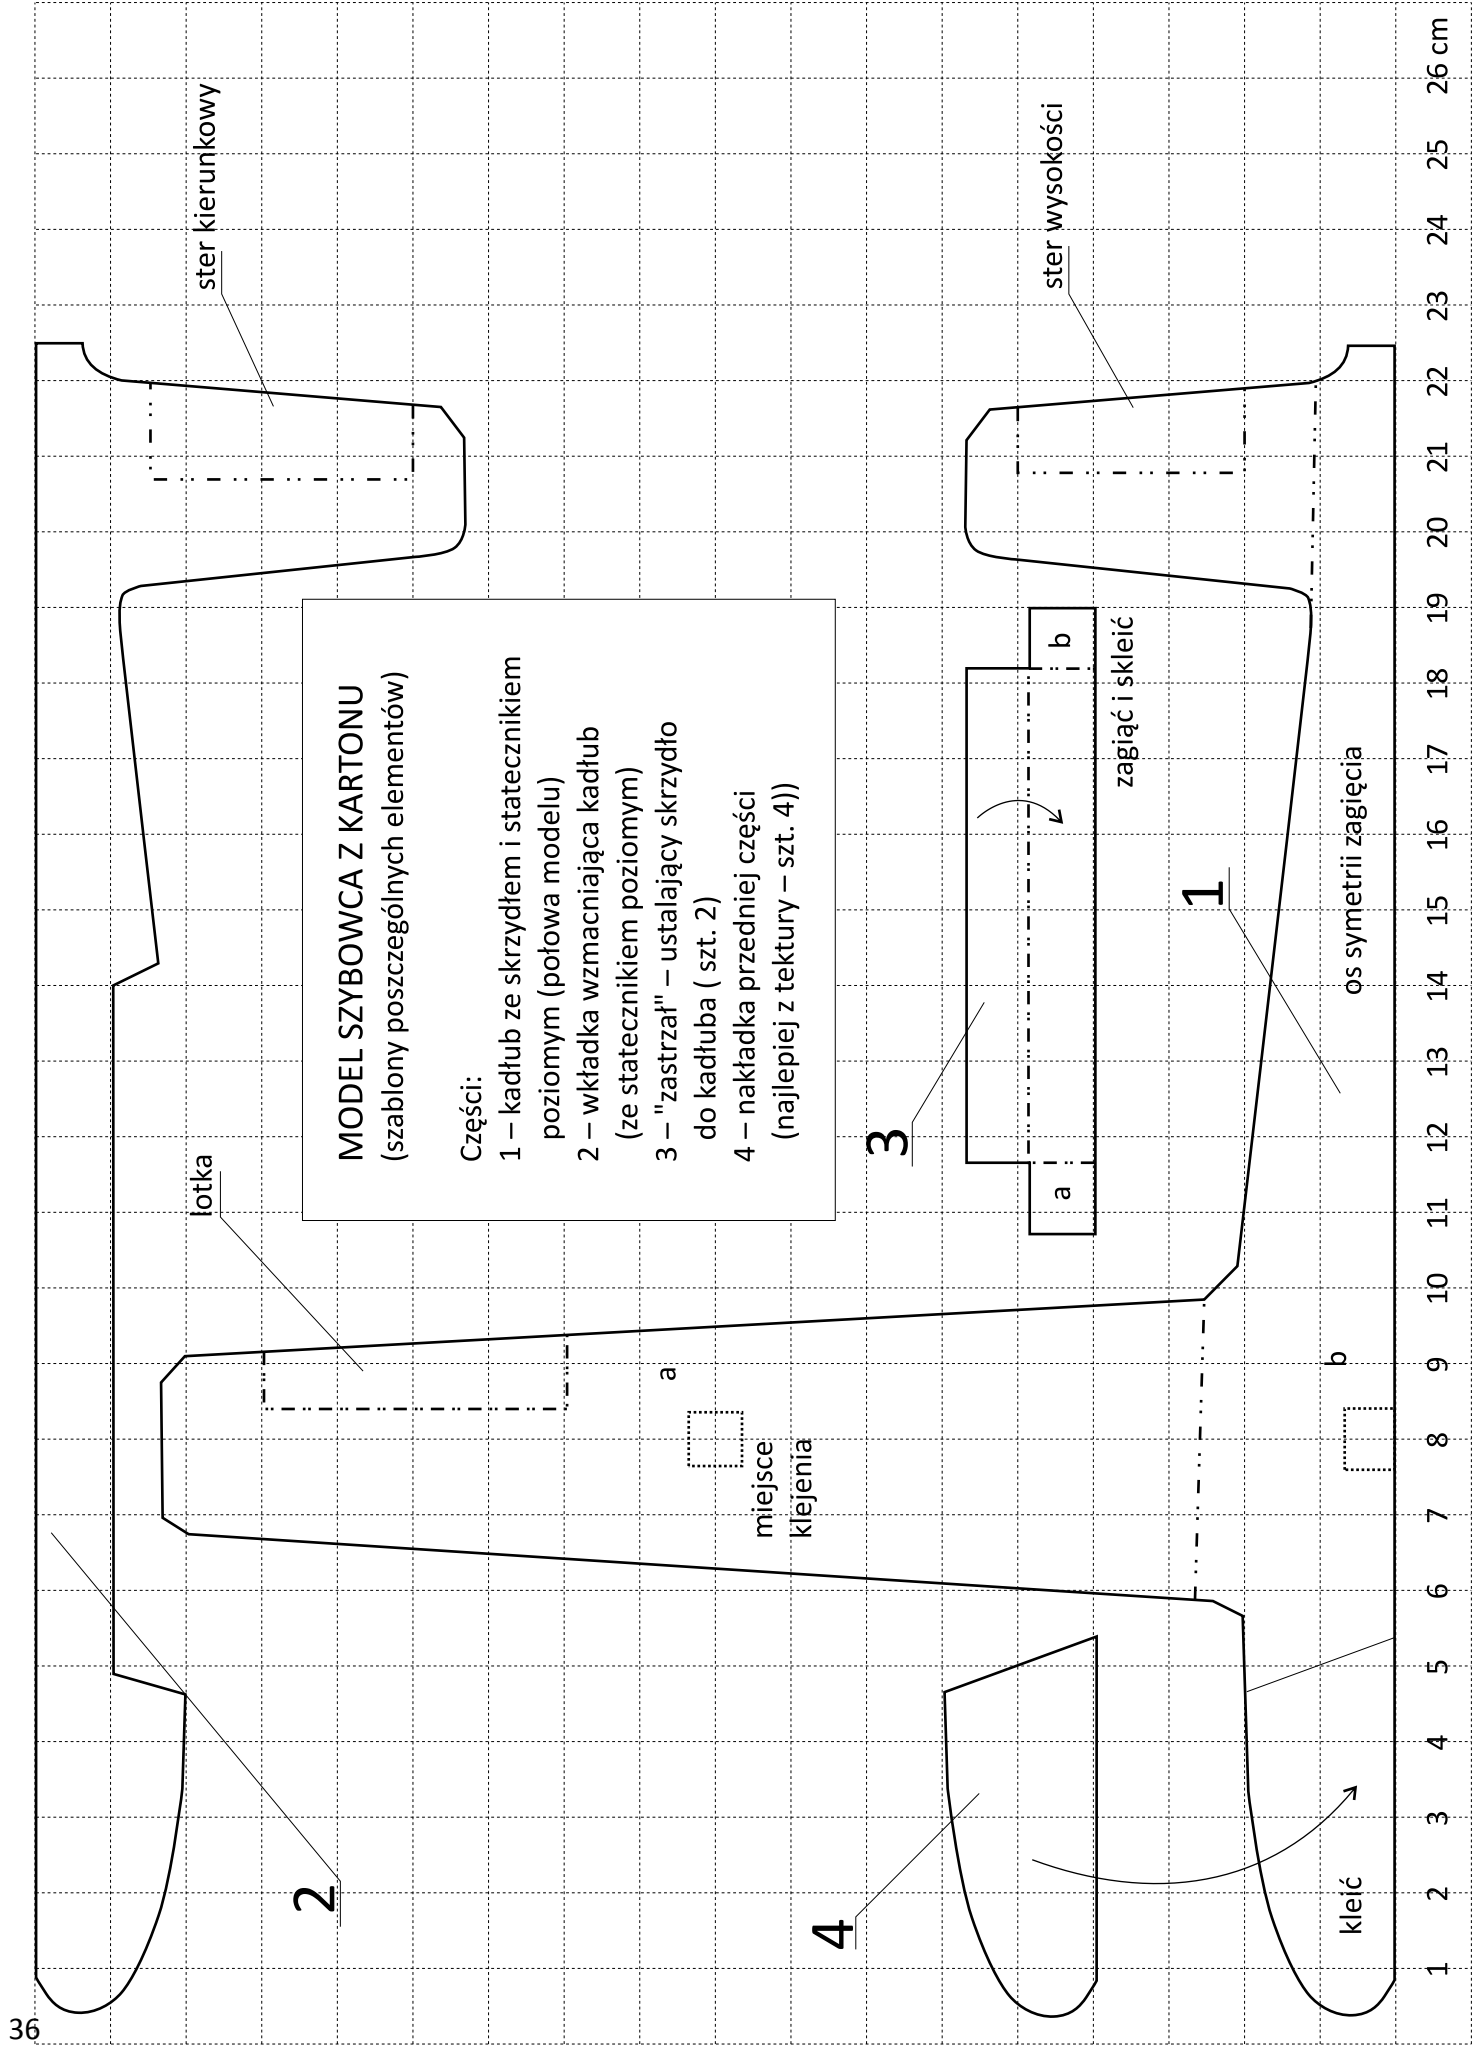 36
ster kierunkowy
ster wysokości
lotka
MODEL SZYBOWCA Z KARTONU
(szablony poszczególnych elementów)
Części:
1 – kadłub ze skrzydłem i statecznikiem
poziomym (połowa modelu)
2 – wkładka wzmacniająca kadłub
(ze statecznikiem poziomym)
3 – "zastrzał" – ustalający skrzydło
do kadłuba ( szt. 2)
4 – nakładka przedniej części
(najlepiej z tektury – szt. 4))
2
a
miejsce
klejenia
3
a
b
zagiąć i skleić
4
1
os symetrii zagięcia
b
kleić
1 2 3 4 5 6 7 8 9 10 11 12 13 14 15 16 17 18 19 20 21 22 23 24 25 26 cm